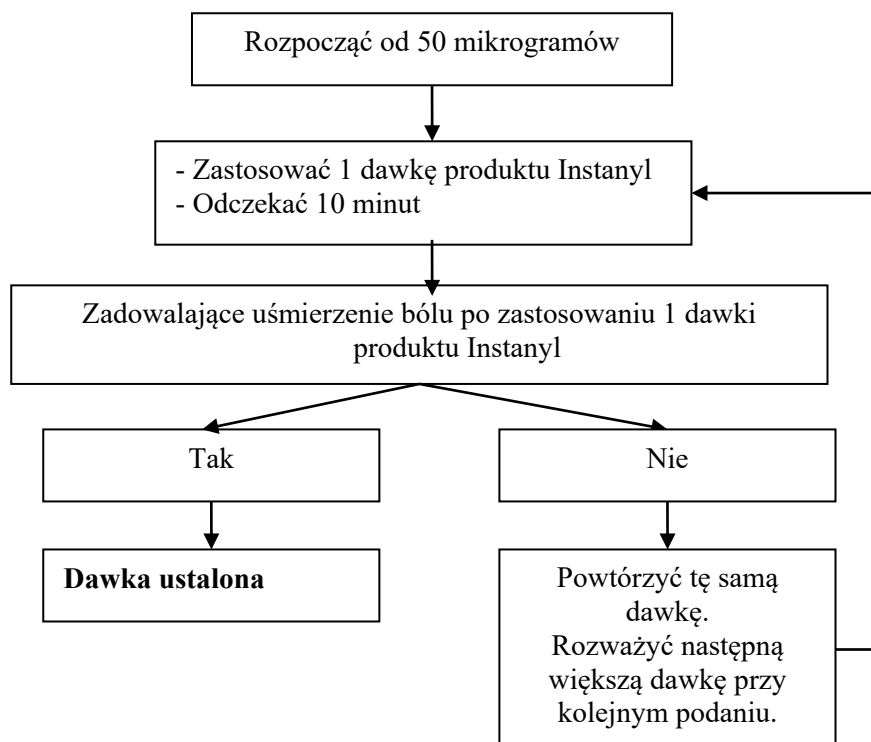 Rozpocząć od 50 mikrogramów
- Zastosować 1 dawkę produktu Instanyl
- Odczekać 10 minut
Zadowalające uśmierzenie bólu po zastosowaniu 1 dawki
produktu Instanyl
Tak
Nie
Dawka ustalona
Powtórzyć tę samą
dawkę.
Rozważyć następną
większą dawkę przy
kolejnym podaniu.